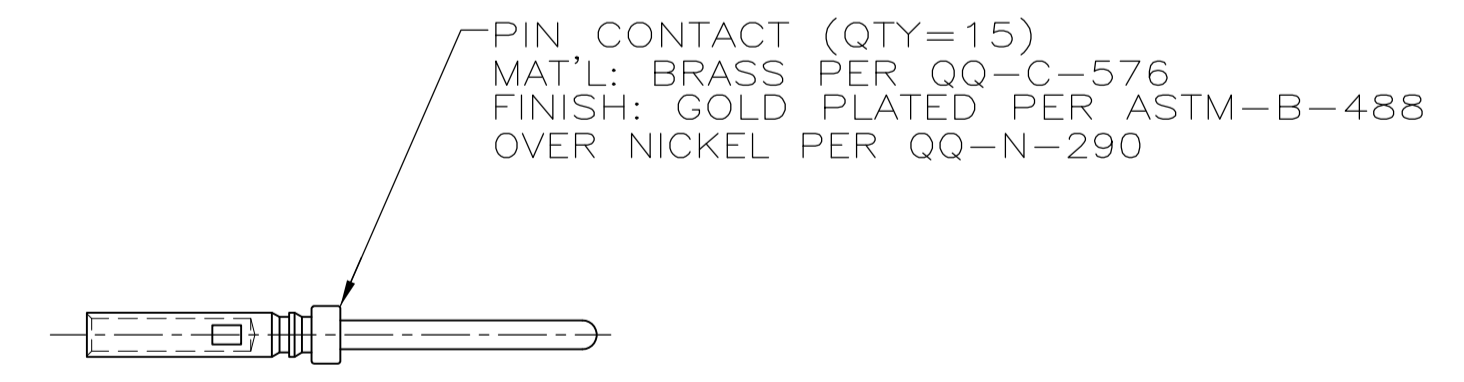 PIN CONTACT (QTY=15)
MAT'L: BRASS PER QQ-C-576
FINISH: GOLD PLATED PER ASTM-B-488
OVER NICKEL PER QQ-N-290